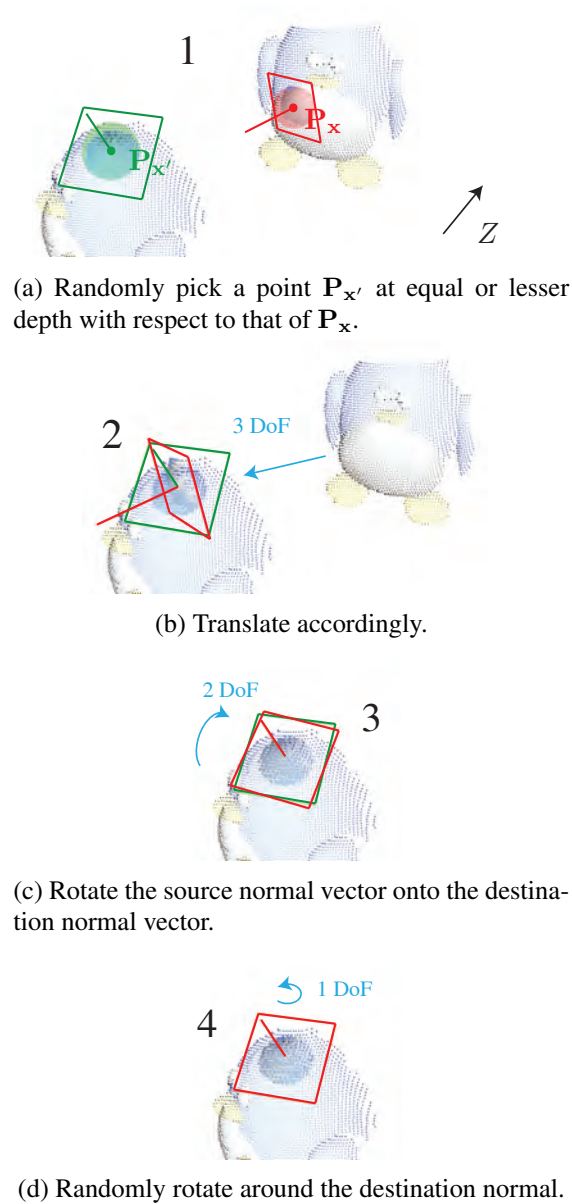 1
P_x
P_x'
Z
(a) Randomly pick a point P_x' at equal or lesser
depth with respect to that of P_x.
2
3 DoF
(b) Translate accordingly.
2 DoF
3
(c) Rotate the source normal vector onto the destina-
tion normal vector.
1 DoF
4
(d) Randomly rotate around the destination normal.